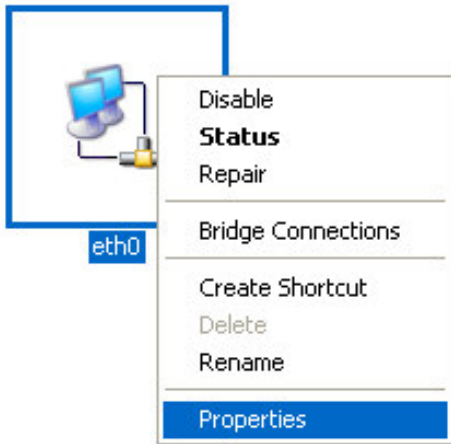 Disable
Status
Repair
Bridge Connections
eth0
Create Shortcut
Delete
Rename
Properties